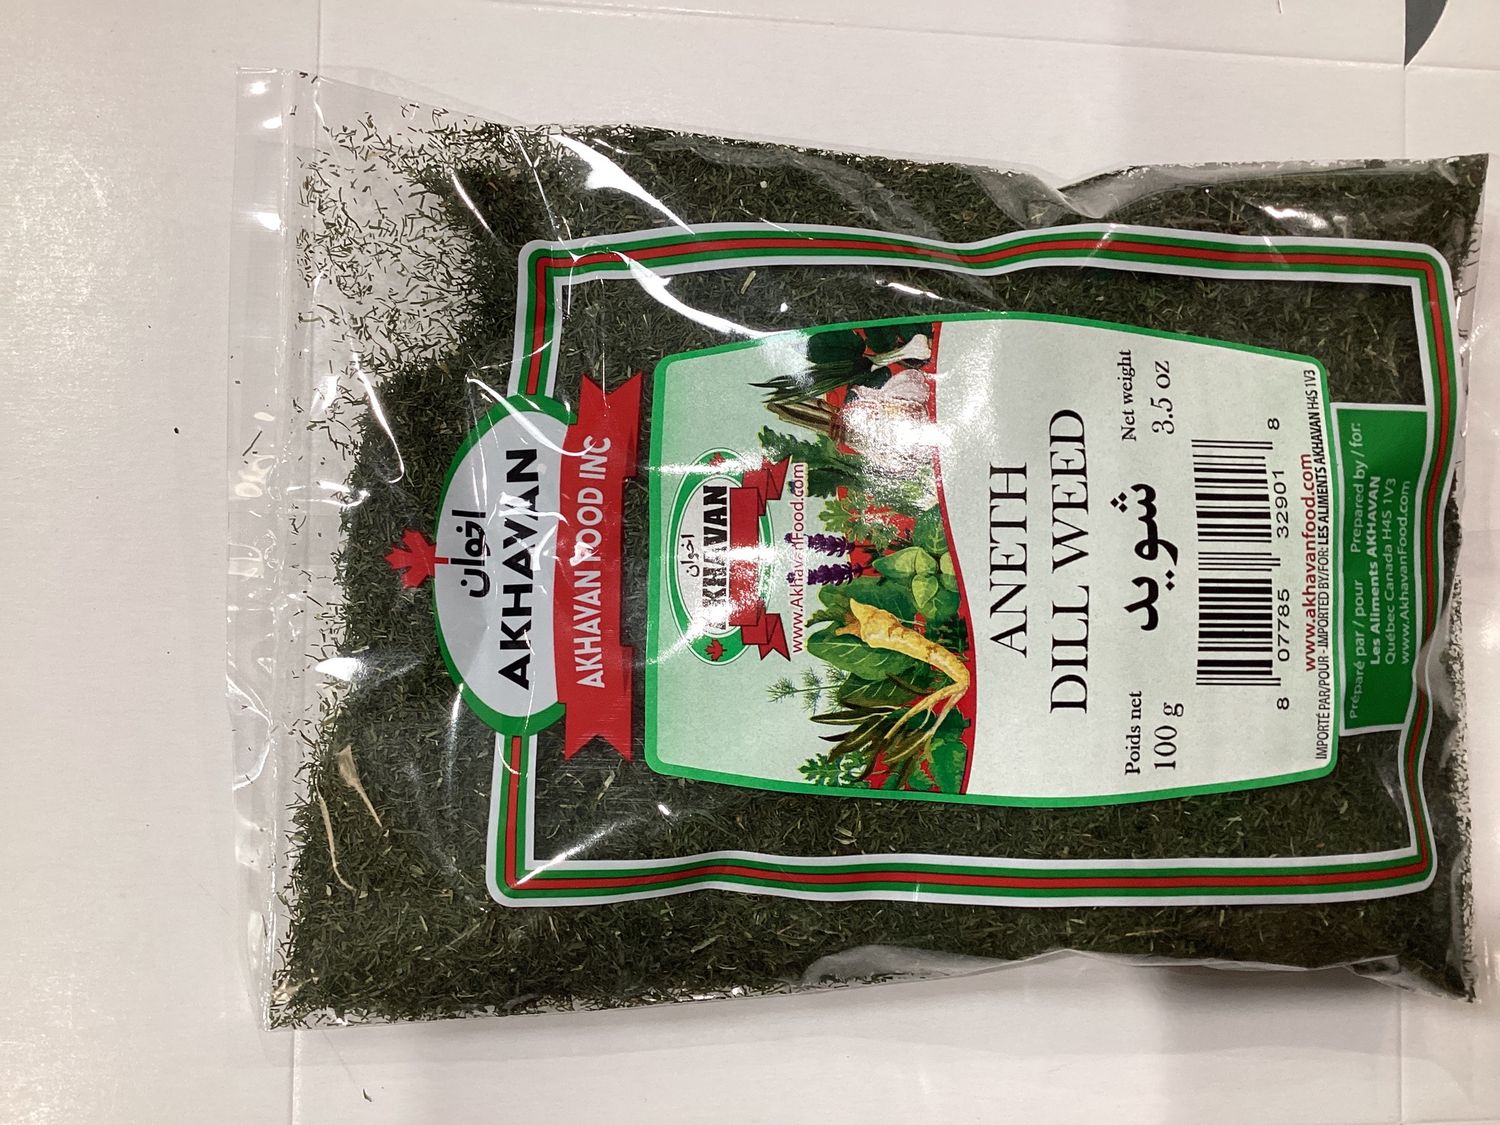 اخوان
AKHAVAN
AKHAVAN FOOD INC
اخوان
AKHAVAN
www.AkhavanFood.com
ANETH
DILL WEED
شوید
Poids net
100 g
Net weight
3.5 oz
8 07785 32901 8
www.akhavanfood.com
IMPORTÉ PAR/POUR - IMPORTED BY/FOR: LES ALIMENTS AKHAVAN H4S 1V3
Préparé par / pour Prepared by / for:
Les Aliments AKHAVAN
Québec Canada H4S 1V3
www.AkhavanFood.com